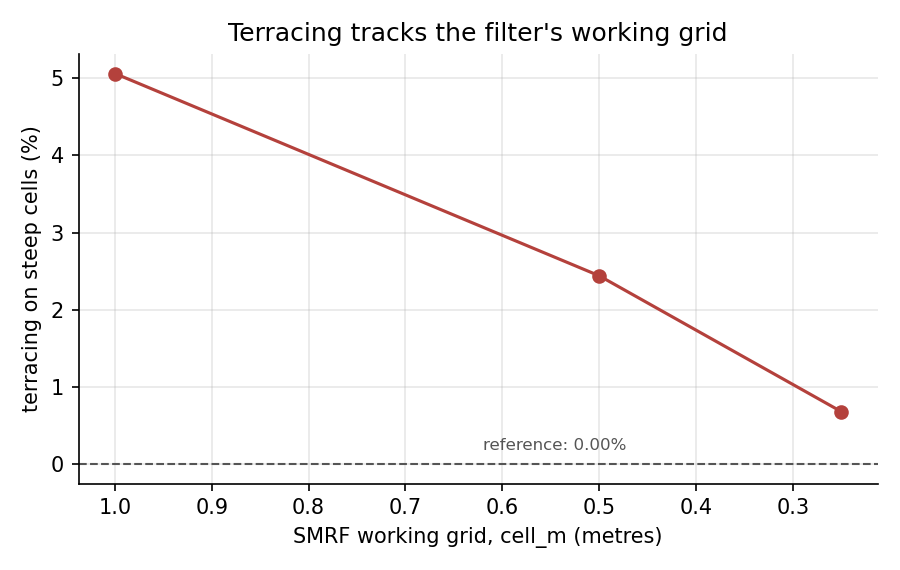 Terracing tracks the filter's working grid
terracing on steep cells (%)
5
4
3
2
1
0
reference: 0.00%
1.0 0.9 0.8 0.7 0.6 0.5 0.4 0.3
SMRF working grid, cell_m (metres)